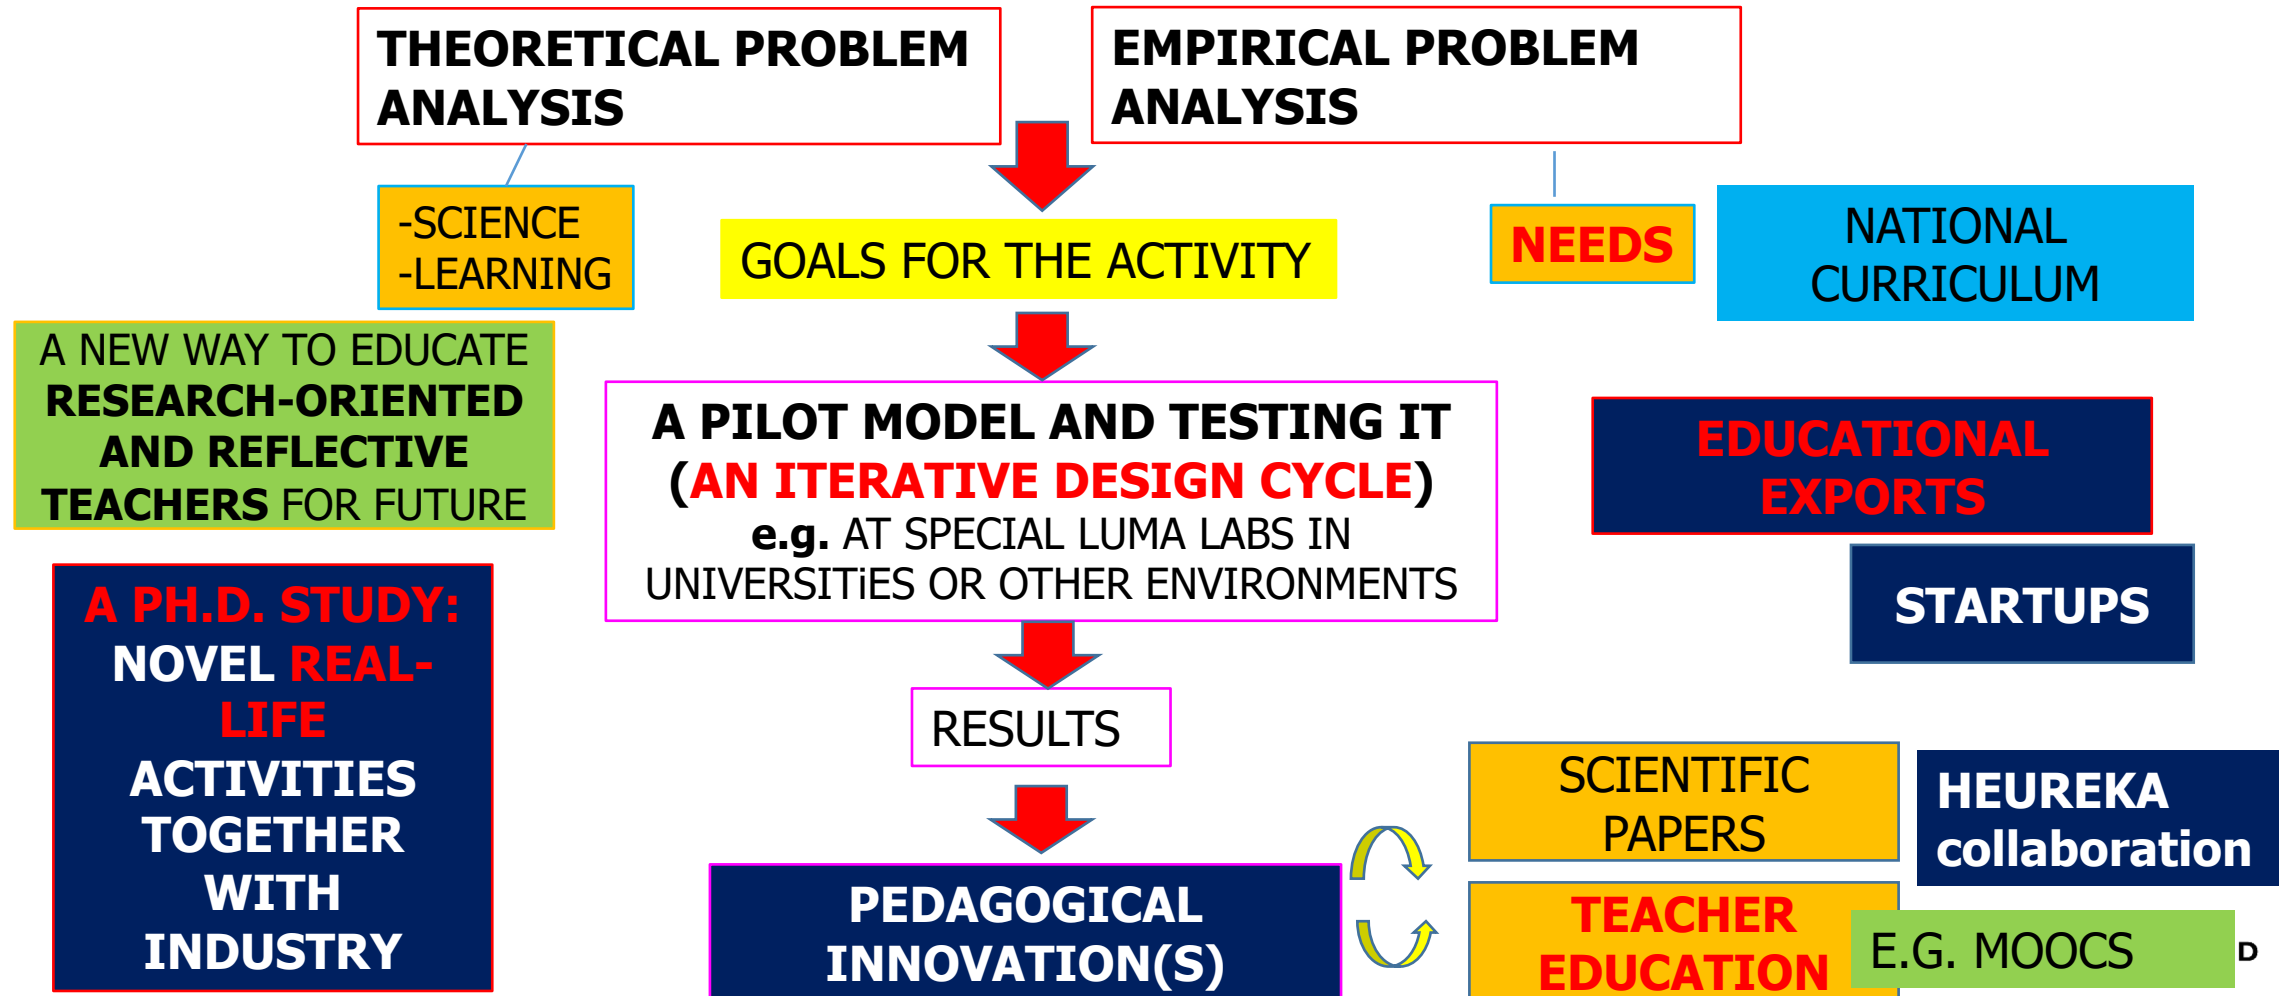 THEORETICAL PROBLEM
ANALYSIS
EMPIRICAL PROBLEM
ANALYSIS
-SCIENCE
-LEARNING
GOALS FOR THE ACTIVITY
NEEDS
NATIONAL
CURRICULUM
A NEW WAY TO EDUCATE
RESEARCH-ORIENTED
AND REFLECTIVE
TEACHERS FOR FUTURE
A PILOT MODEL AND TESTING IT
(AN ITERATIVE DESIGN CYCLE)
e.g. AT SPECIAL LUMA LABS IN
UNIVERSITiES OR OTHER ENVIRONMENTS
EDUCATIONAL
EXPORTS
STARTUPS
A PH.D. STUDY:
NOVEL REAL-
LIFE
ACTIVITIES
TOGETHER
WITH
INDUSTRY
RESULTS
SCIENTIFIC
PAPERS
HEUREKA
collaboration
PEDAGOGICAL
INNOVATION(S)
TEACHER
EDUCATION
E.G. MOOCS
D